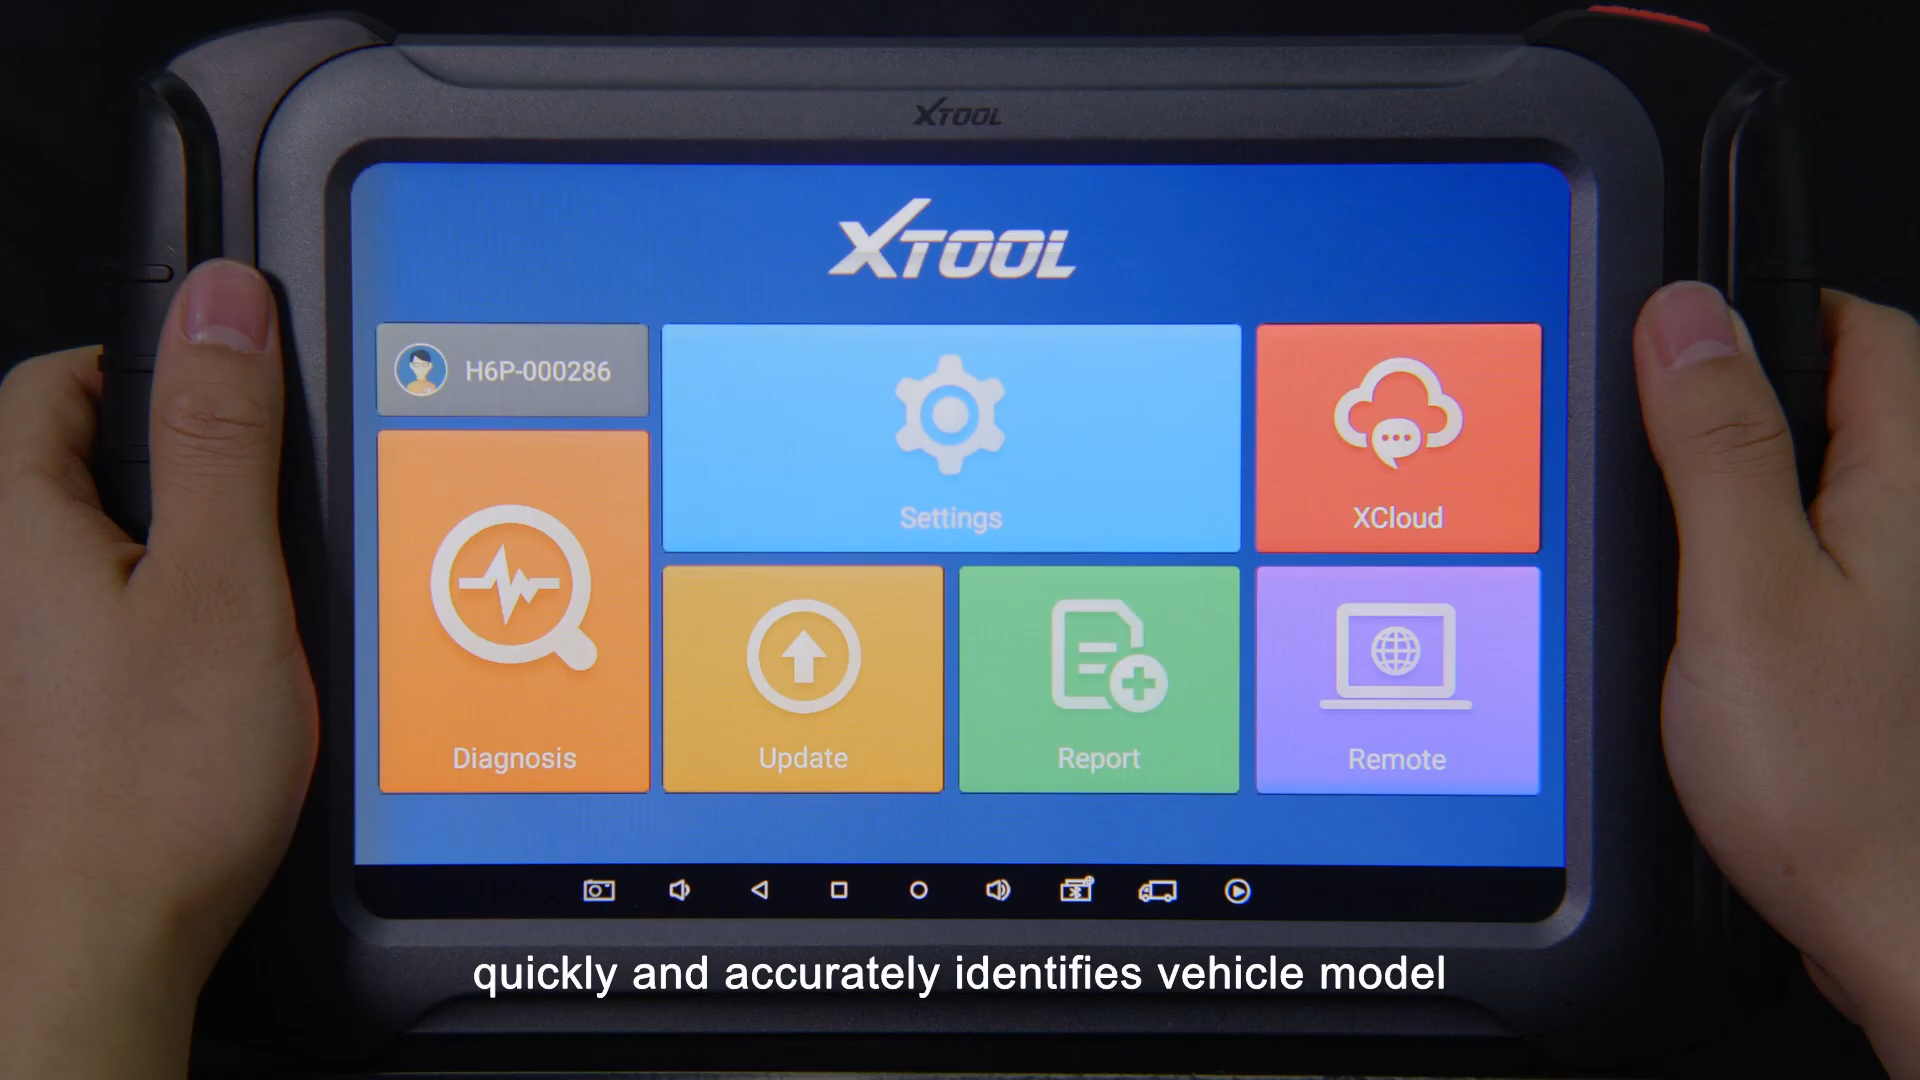 XTOOL
XTOOL
H6P-000286
Settings
XCloud
Diagnosis
Update
Report
Remote
quickly and accurately identifies vehicle model